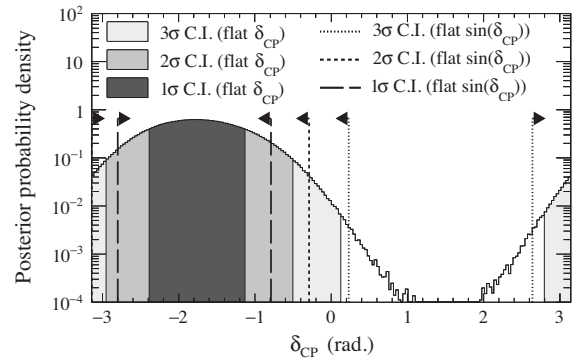 Posterior probability density
10²
10
1
10⁻¹
10⁻²
10⁻³
10⁻⁴
3σ C.I. (flat δCP)
2σ C.I. (flat δCP)
1σ C.I. (flat δCP)
3σ C.I. (flat sin(δCP))
2σ C.I. (flat sin(δCP))
1σ C.I. (flat sin(δCP))
−3 −2 −1 0 1 2 3
δCP (rad.)